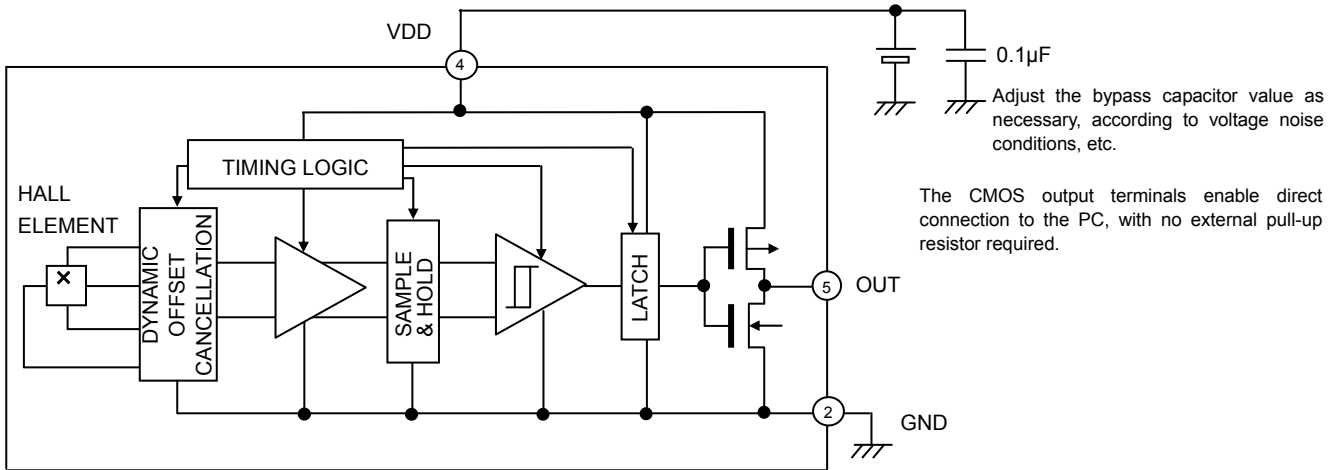 VDD
4
0.1µF
Adjust the bypass capacitor value as
necessary, according to voltage noise
conditions, etc.
TIMING LOGIC
HALL
ELEMENT
×
DYNAMIC
OFFSET
CANCELLATION
SAMPLE
& HOLD
LATCH
The CMOS output terminals enable direct
connection to the PC, with no external pull-up
resistor required.
5
OUT
2
GND